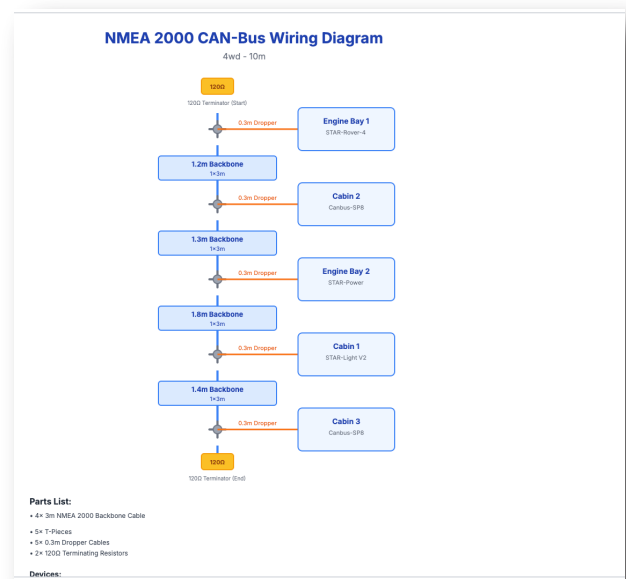 NMEA 2000 CAN-Bus Wiring Diagram
4wd - 10m
120Ω
120Ω Terminator (Start)
0.3m Dropper
Engine Bay 1
STAR-Rover-4
1.2m Backbone
1×3m
0.3m Dropper
Cabin 2
Canbus-SP8
1.3m Backbone
1×3m
0.3m Dropper
Engine Bay 2
STAR-Power
1.8m Backbone
1×3m
0.3m Dropper
Cabin 1
STAR-Light V2
1.4m Backbone
1×3m
0.3m Dropper
Cabin 3
Canbus-SP8
120Ω
120Ω Terminator (End)
Parts List:
• 4× 3m NMEA 2000 Backbone Cable
• 5× T-Pieces
• 5× 0.3m Dropper Cables
• 2× 120Ω Terminating Resistors
Devices: